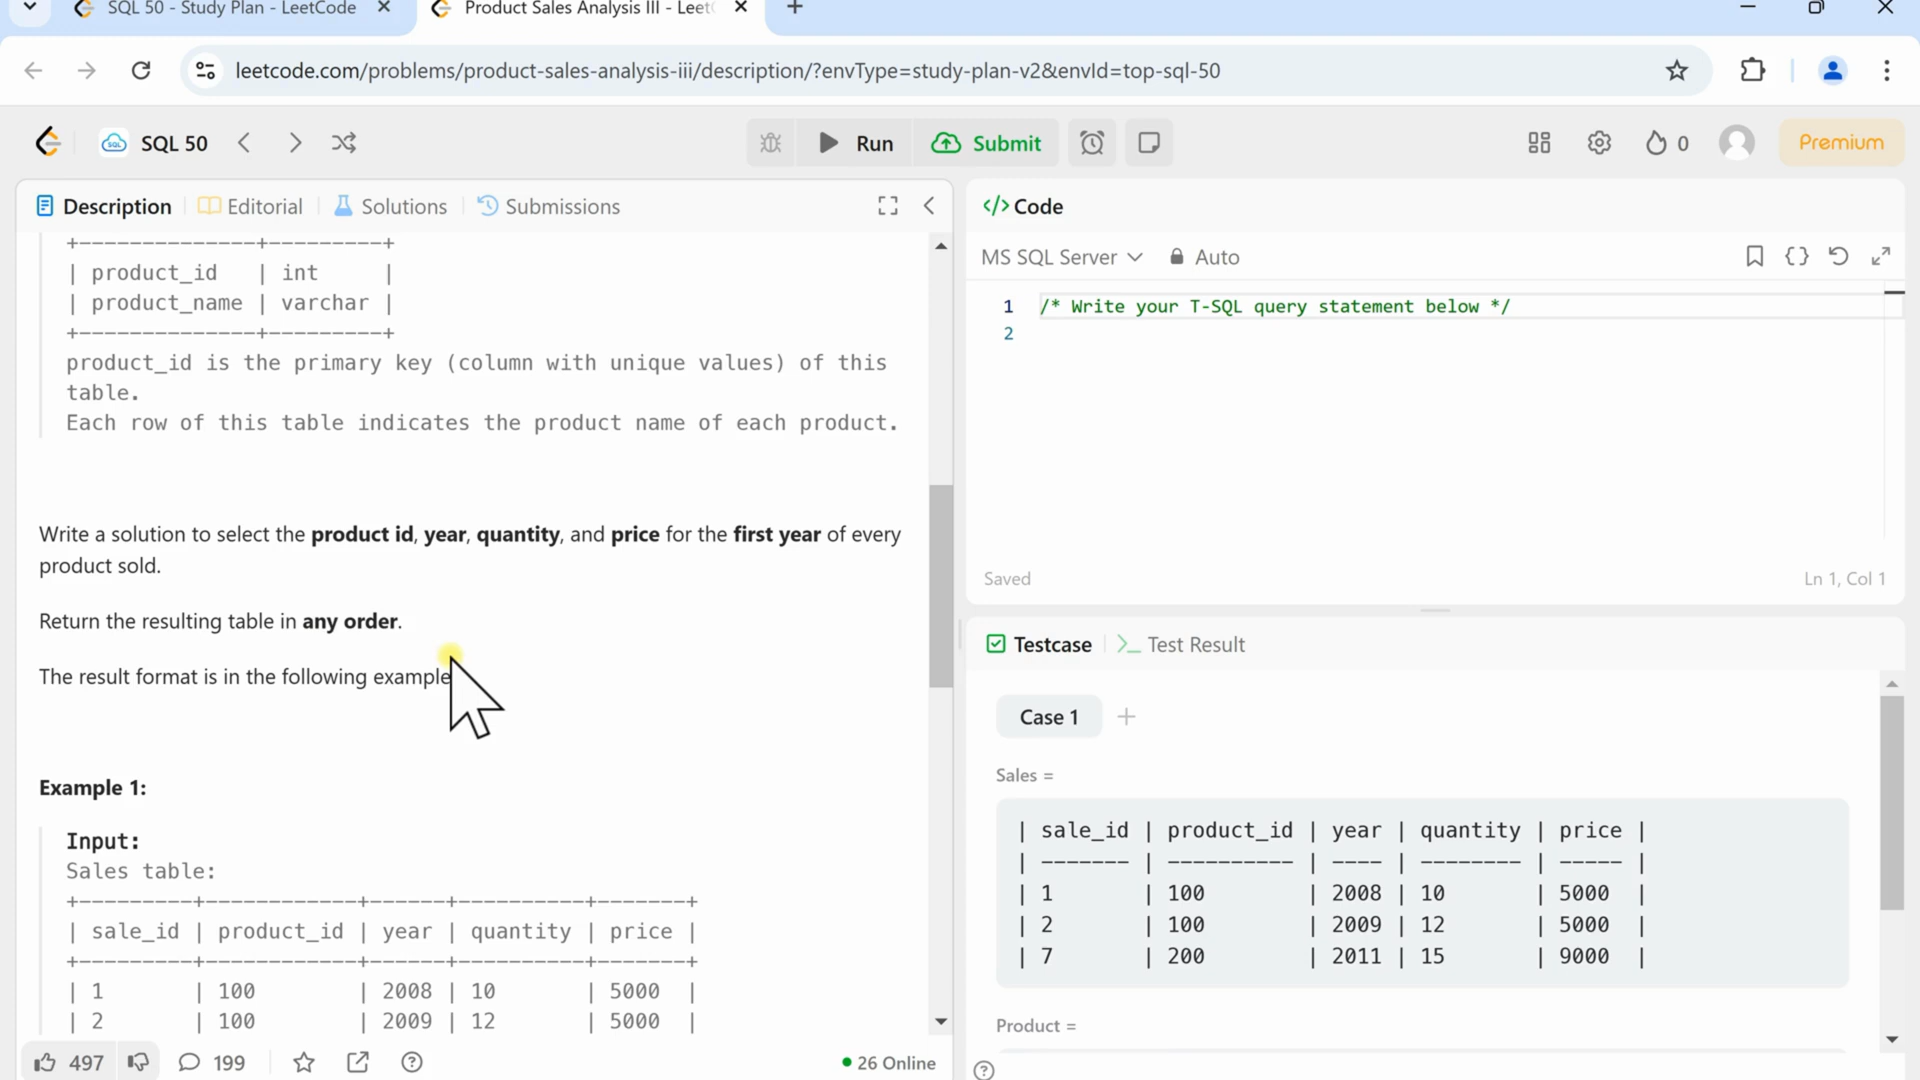 SQL 50 - Study Plan - LeetCode
Product Sales Analysis III - Leet
leetcode.com/problems/product-sales-analysis-iii/description/?envType=study-plan-v2&envId=top-sql-50
SQL 50
Run
Submit
0
Premium
Description
Editorial
Solutions
Submissions
+--------------+---------+
| product_id   | int     |
| product_name | varchar |
+--------------+---------+
product_id is the primary key (column with unique values) of this
table.
Each row of this table indicates the product name of each product.
Write a solution to select the product id, year, quantity, and price for the first year of every
product sold.
Return the resulting table in any order.
The result format is in the following example
Example 1:
Input:
Sales table:
+---------+------------+------+----------+-------+
| sale_id | product_id | year | quantity | price |
+---------+------------+------+----------+-------+
| 1       | 100        | 2008 | 10       | 5000  |
| 2       | 100        | 2009 | 12       | 5000  |
497
199
26 Online
</> Code
MS SQL Server
Auto
1 /* Write your T-SQL query statement below */
2
Saved
Ln 1, Col 1
Testcase
>_ Test Result
Case 1
Sales =
| sale_id | product_id | year | quantity | price |
| ------- | ---------- | ---- | -------- | ----- |
| 1       | 100        | 2008 | 10       | 5000  |
| 2       | 100        | 2009 | 12       | 5000  |
| 7       | 200        | 2011 | 15       | 9000  |
Product =